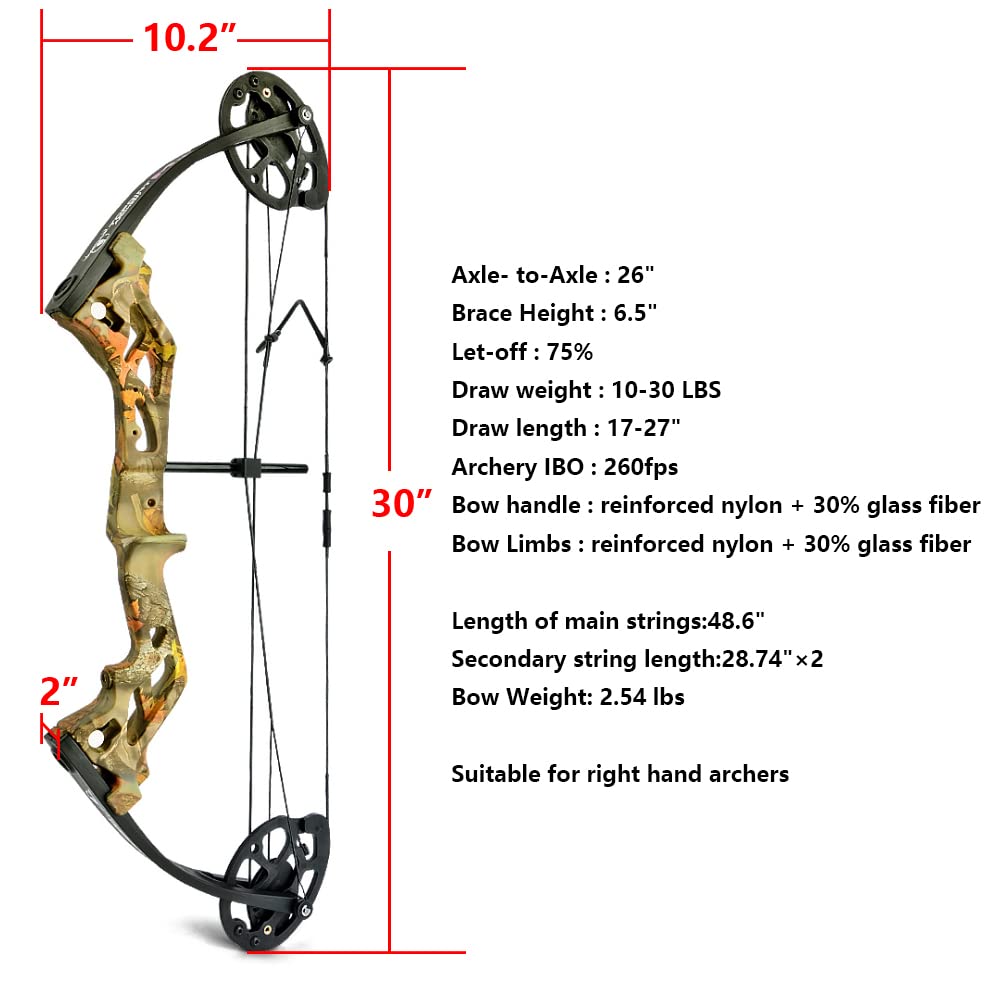 10.2”
Axle- to-Axle : 26"
Brace Height : 6.5"
Let-off : 75%
Draw weight : 10-30 LBS
Draw length : 17-27"
Archery IBO : 260fps
30”
Bow handle : reinforced nylon + 30% glass fiber
Bow Limbs : reinforced nylon + 30% glass fiber
Length of main strings:48.6"
Secondary string length:28.74"×2
2”
Bow Weight: 2.54 lbs
Suitable for right hand archers